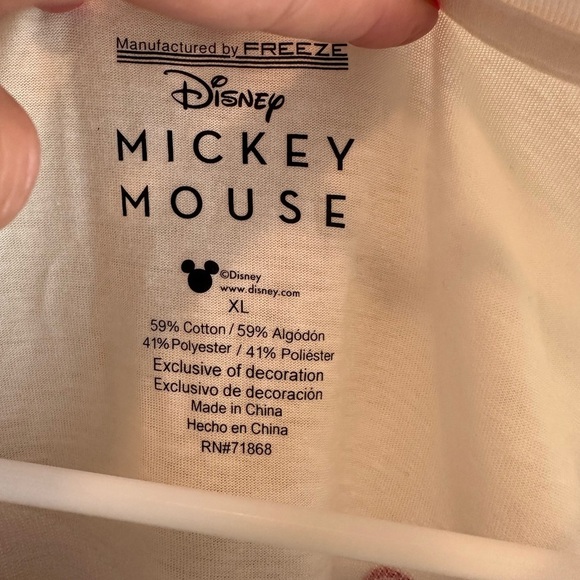 Manufactured by FREEZE
Disney
MICKEY
MOUSE
©Disney
www.disney.com
XL
59% Cotton / 59% Algódón
41% Polyester / 41% Poliéster
Exclusive of decoration
Exclusivo de decoración
Made in China
Hecho en China
RN#71868